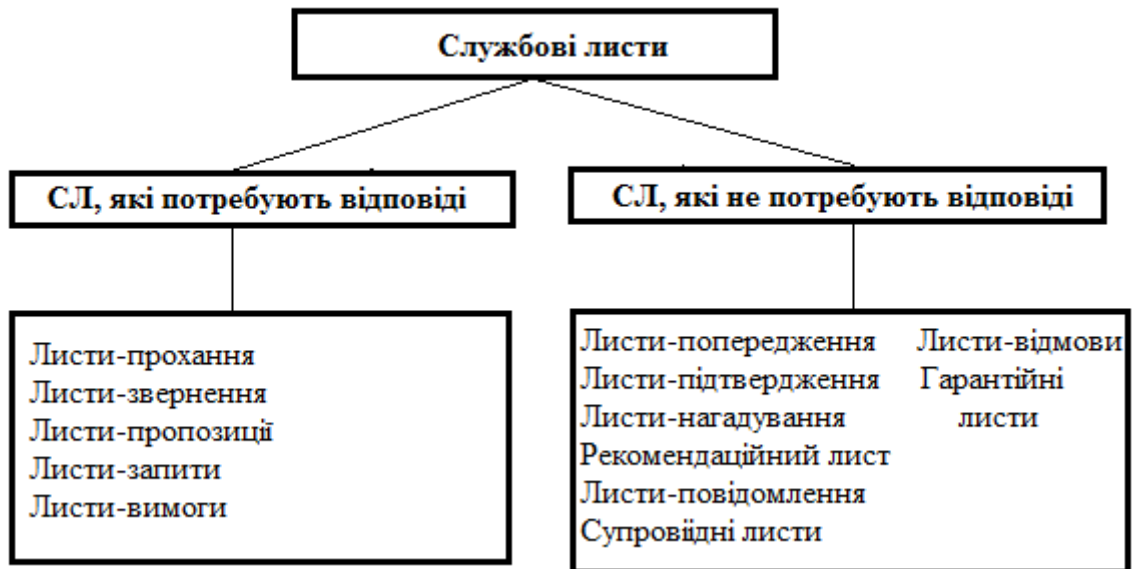 Службові листи
СЛ, які потребують відповіді
СЛ, які не потребують відповіді
Листи-прохання
Листи-звернення
Листи-пропозиції
Листи-запити
Листи-вимоги
Листи-попередження
Листи-підтвердження
Листи-нагадування
Рекомендаційний лист
Листи-повідомлення
Супровіідні листи
Листи-відмови
Гарантійні
листи